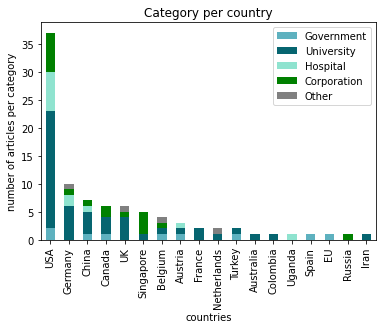 Category per country
number of articles per category
35
30
25
20
15
10
5
0
Government
University
Hospital
Corporation
Other
USA
Germany
China
Canada
UK
Singapore
Belgium
Austria
France
Netherlands
Turkey
Australia
Colombia
Uganda
Spain
EU
Russia
Iran
countries